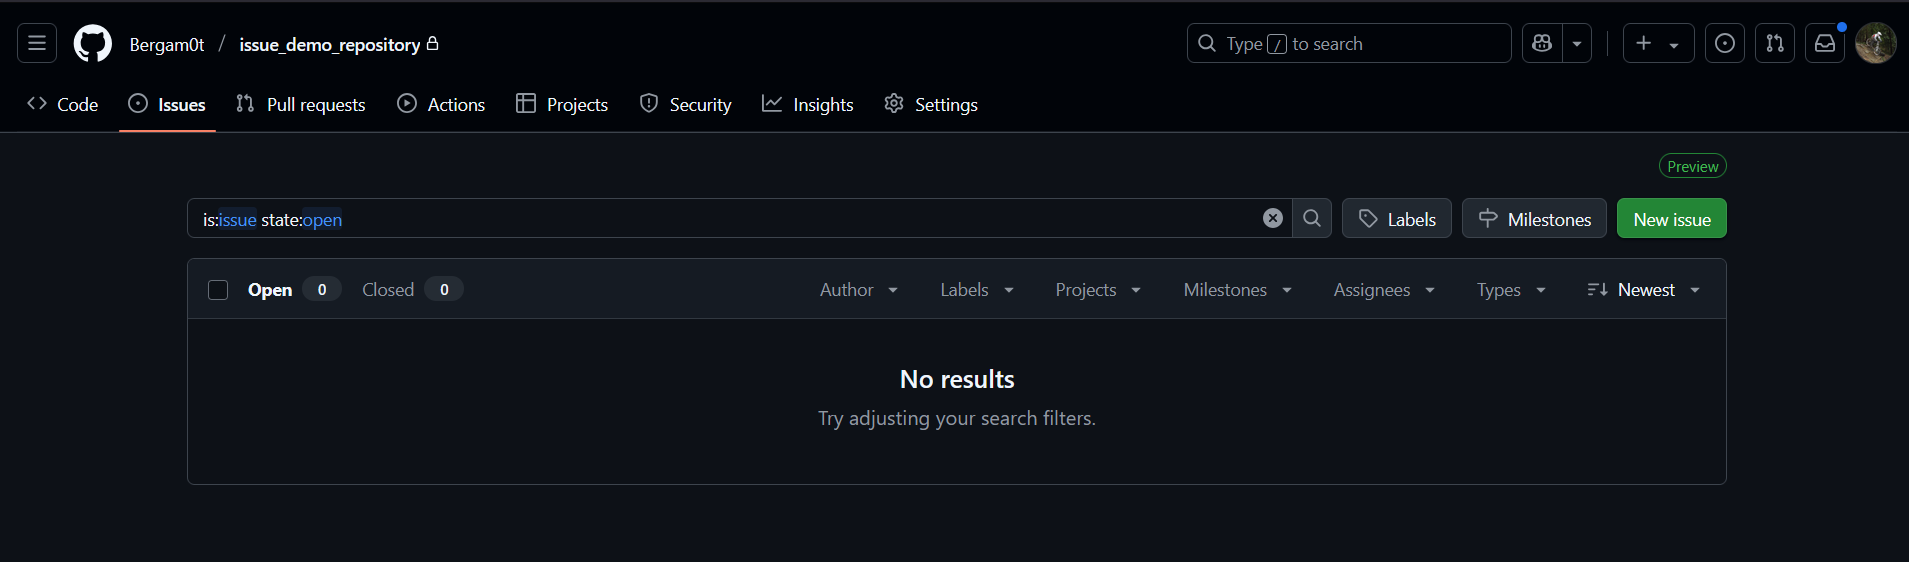 Bergam0t / issue_demo_repository
Type / to search
Code Issues Pull requests Actions Projects Security Insights Settings
Preview
is:issue state:open
Labels Milestones New issue
Open 0 Closed 0 Author Labels Projects Milestones Assignees Types Newest
No results
Try adjusting your search filters.